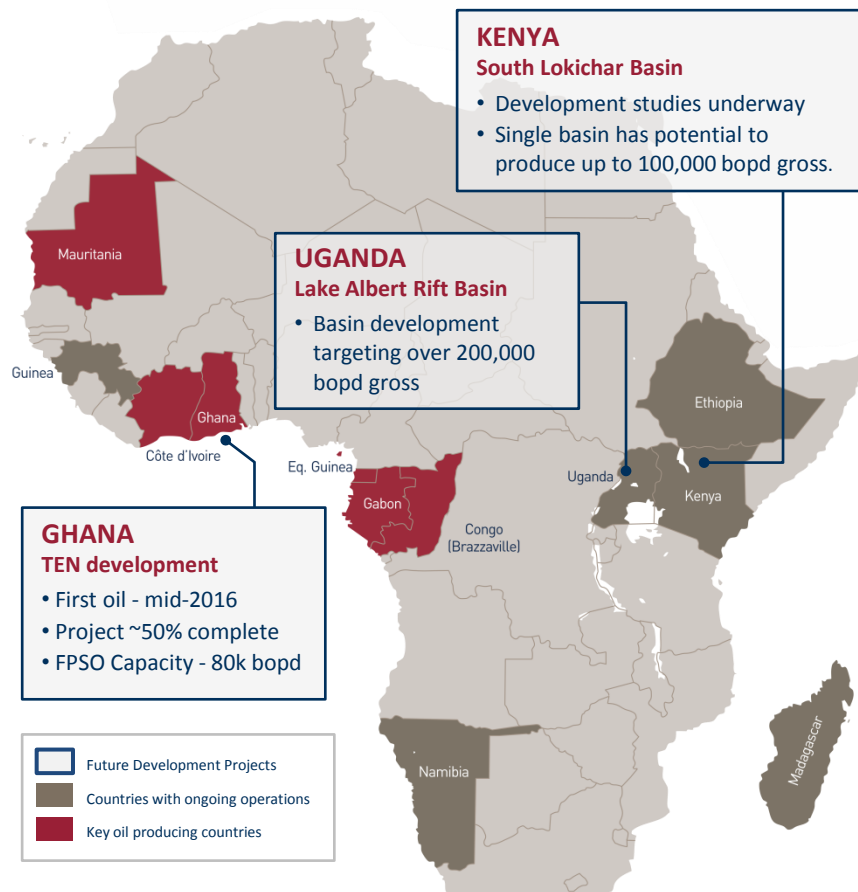 KENYA
South Lokichar Basin
• Development studies underway
• Single basin has potential to
produce up to 100,000 bopd gross.
UGANDA
Lake Albert Rift Basin
• Basin development
targeting over 200,000
bopd gross
Mauritania
Guinea
Ghana
Côte d'Ivoire
Eq. Guinea
Gabon
Congo
(Brazzaville)
Uganda
Ethiopia
Kenya
GHANA
TEN development
• First oil - mid-2016
• Project ~50% complete
• FPSO Capacity - 80k bopd
Namibia
Madagascar
Future Development Projects
Countries with ongoing operations
Key oil producing countries